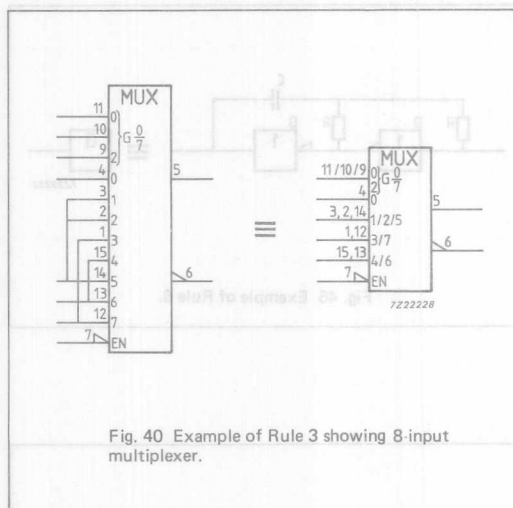 MUX
11 0
10 G 0/7
9 2
4 0 5
3 1
2 2
1 3
15 4
14 5 6
13 6
12 7
7 EN
≡
MUX
11/10/9 0 G 0/7
2
4 0 5
3, 2, 14 1/2/5
1,12 3/7 6
15,13 4/6
7 EN
7Z22228
Fig. 40 Example of Rule 3 showing 8-input
multiplexer.